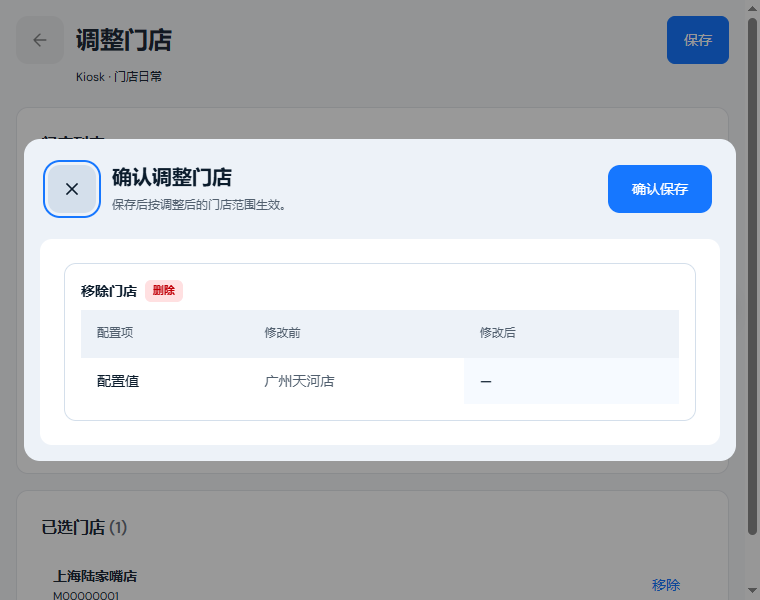 调整门店
保存
Kiosk · 门店日常
确认调整门店
保存后按调整后的门店范围生效。
确认保存
移除门店 删除
配置项 修改前 修改后
配置值 广州天河店 —
已选门店 (1)
上海陆家嘴店
M00000001
移除